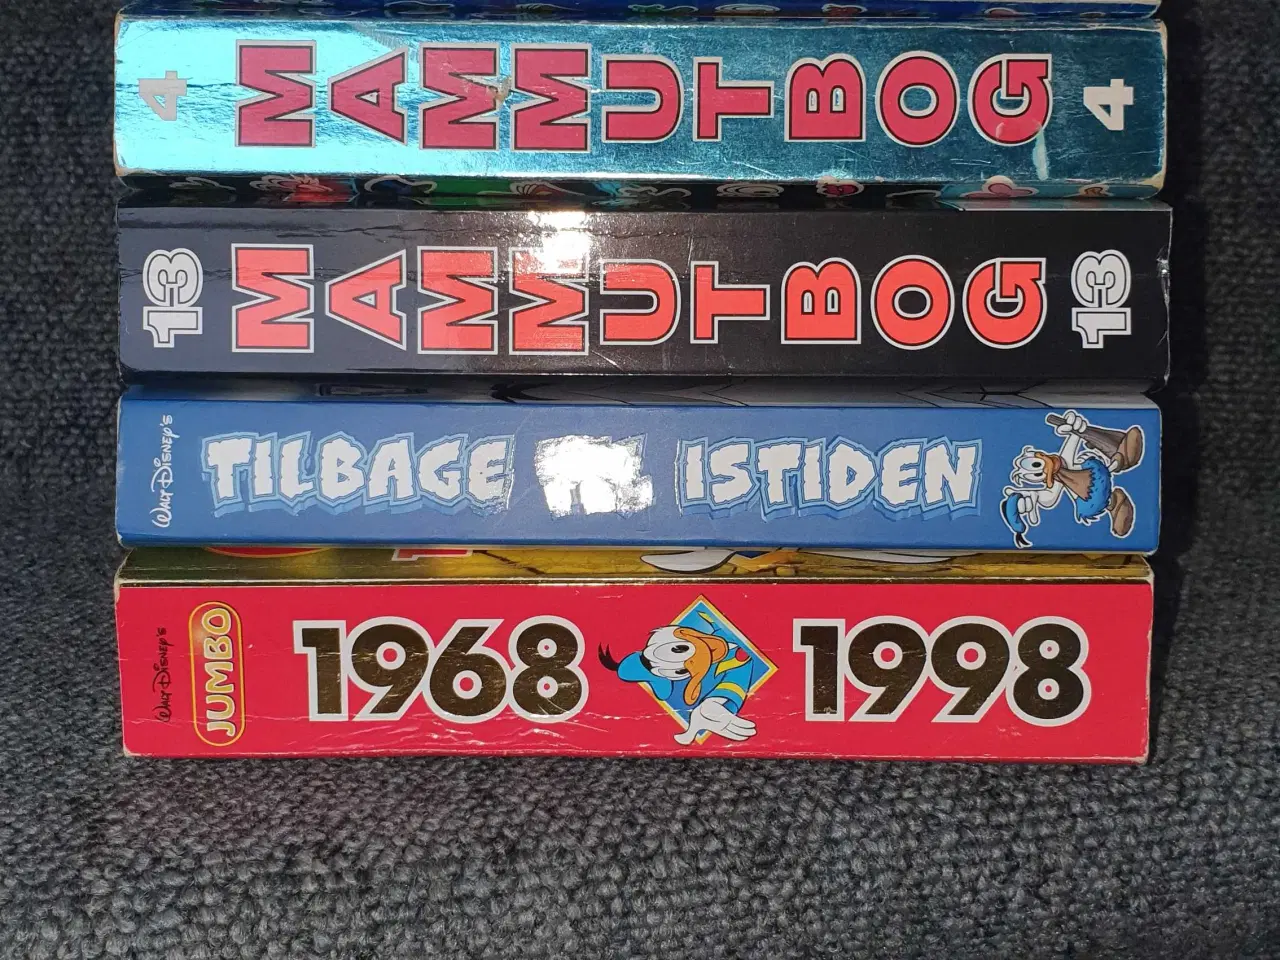 4 MAMMUTBOG 4
13 MAMMUTBOG 13
WALT DISNEY'S TILBAGE ISTIDEN
WALT DISNEY'S JUMBO 1968 1998